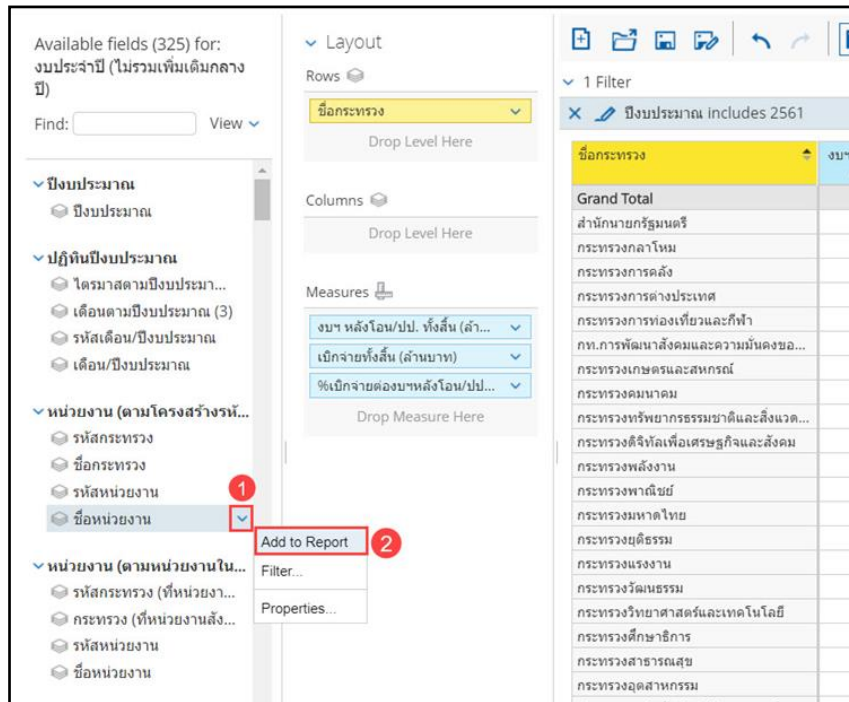 Available fields (325) for:
งบประจำปี (ไม่รวมเพิ่มเติมกลาง
ปี)
Find:
View
ปีงบประมาณ
ปีงบประมาณ
ปฏิทินปีงบประมาณ
ไตรมาสตามปีงบประมา...
เดือนตามปีงบประมาณ (3)
รหัสเดือน/ปีงบประมาณ
เดือน/ปีงบประมาณ
หน่วยงาน (ตามโครงสร้างรหั...
รหัสกระทรวง
ชื่อกระทรวง
รหัสหน่วยงาน
1
ชื่อหน่วยงาน
Add to Report
2
Filter...
Properties...
หน่วยงาน (ตามหน่วยงานใน...
รหัสกระทรวง (ที่หน่วยงา...
กระทรวง (ที่หน่วยงานสัง...
รหัสหน่วยงาน
ชื่อหน่วยงาน
Layout
Rows
ชื่อกระทรวง
Drop Level Here
Columns
Drop Level Here
Measures
งบฯ หลังโอน/ปป. ทั้งสิ้น (ล้า...
เบิกจ่ายทั้งสิ้น (ล้านบาท)
%เบิกจ่ายต่องบฯหลังโอน/ปป...
Drop Measure Here
1 Filter
ปีงบประมาณ includes 2561
ชื่อกระทรวง
งบฯ
Grand Total
สำนักนายกรัฐมนตรี
กระทรวงกลาโหม
กระทรวงการคลัง
กระทรวงการต่างประเทศ
กระทรวงการท่องเที่ยวและกีฬา
กท.การพัฒนาสังคมและความมั่นคงขอ...
กระทรวงเกษตรและสหกรณ์
กระทรวงคมนาคม
กระทรวงทรัพยากรธรรมชาติและสิ่งแวด...
กระทรวงดิจิทัลเพื่อเศรษฐกิจและสังคม
กระทรวงพลังงาน
กระทรวงพาณิชย์
กระทรวงมหาดไทย
กระทรวงยุติธรรม
กระทรวงแรงงาน
กระทรวงวัฒนธรรม
กระทรวงวิทยาศาสตร์และเทคโนโลยี
กระทรวงศึกษาธิการ
กระทรวงสาธารณสุข
กระทรวงอุตสาหกรรม